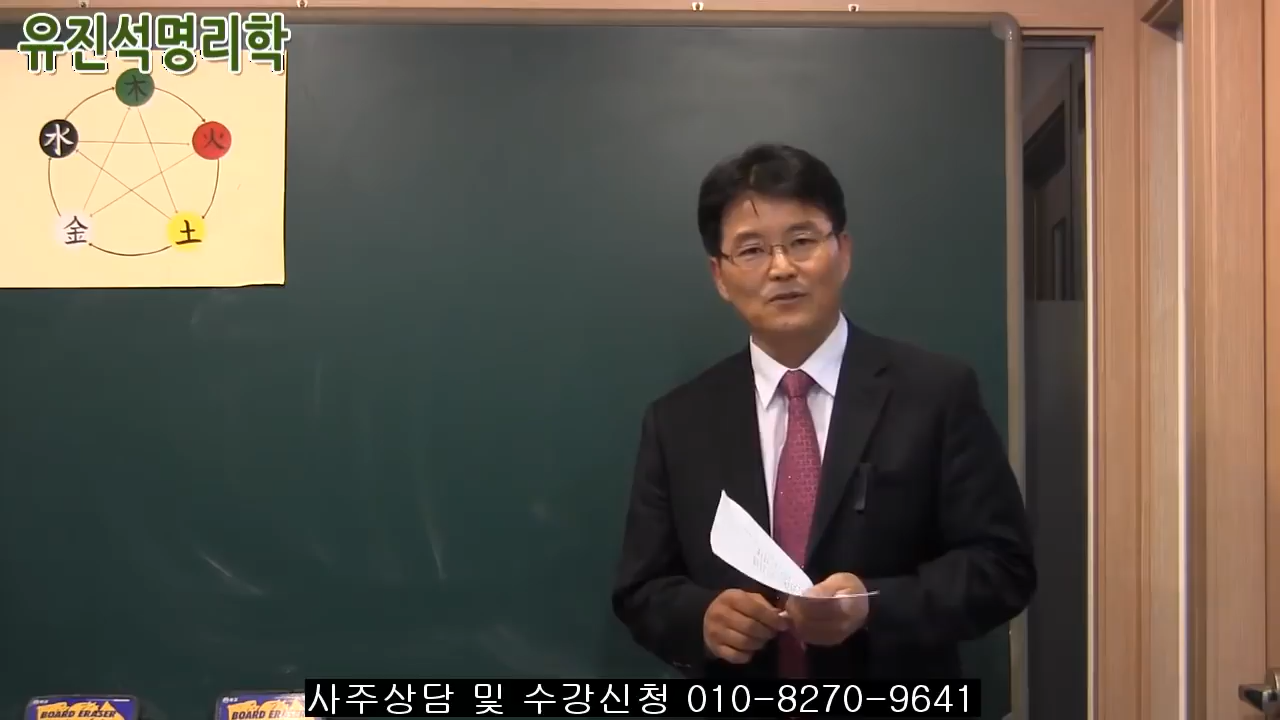 유진석명리학
木
水
火
金
土
BOARD ERASER
BOARD ERASER
사주상담 및 수강신청 010-8270-9641